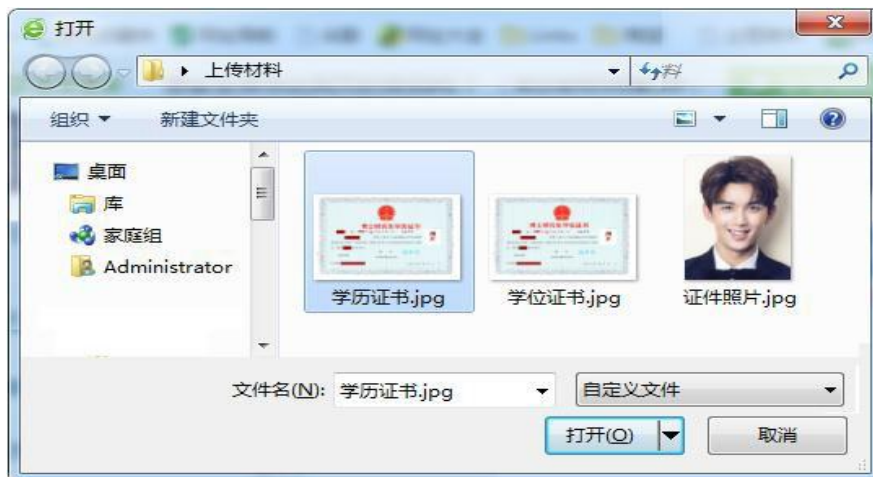 打开
上传材料
料
组织 新建文件夹
桌面
库
家庭组
Administrator
学历证书.jpg 学位证书.jpg 证件照片.jpg
文件名(N): 学历证书.jpg 自定义文件
打开(O) 取消